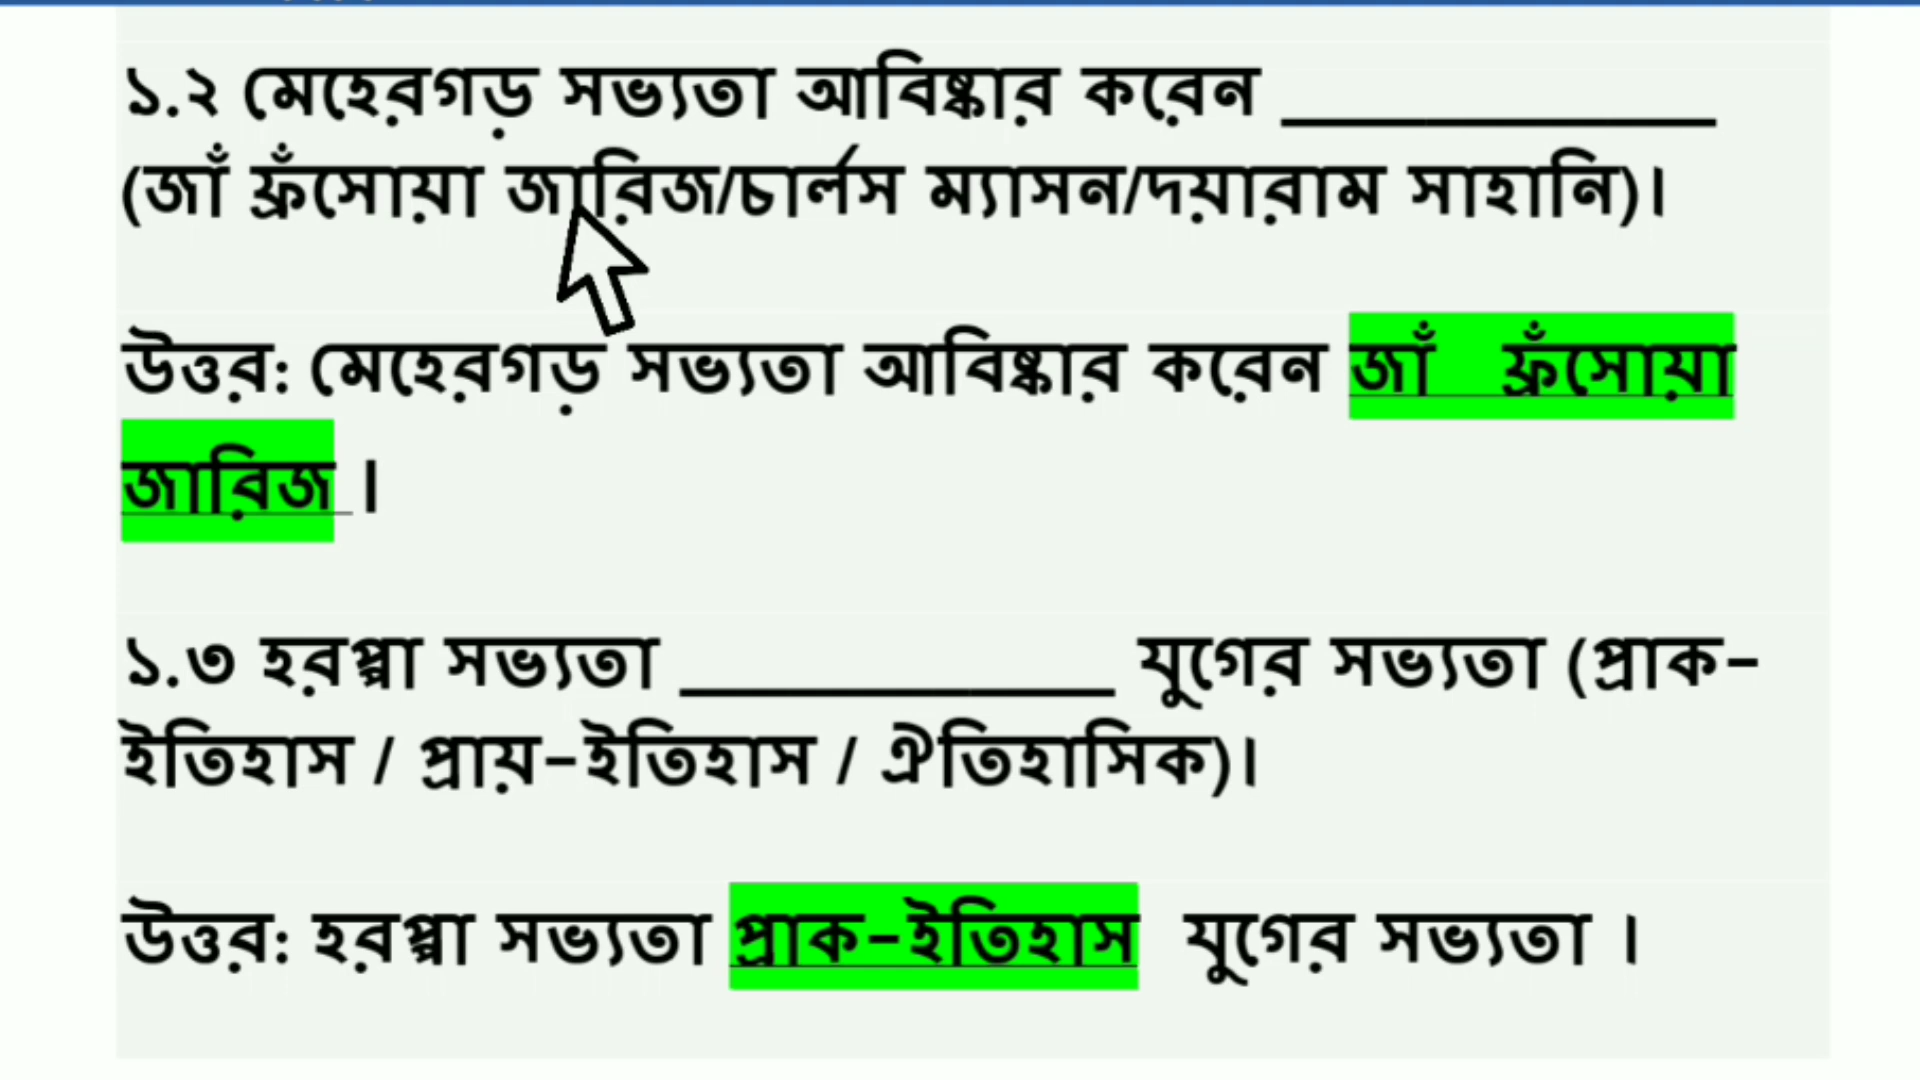 ১.২ মেহেরগড় সভ্যতা আবিষ্কার করেন ____________
(জাঁ ফ্রঁসোয়া জারিজ/চার্লস ম্যাসন/দয়ারাম সাহানি)।
উত্তর: মেহেরগড় সভ্যতা আবিষ্কার করেন জাঁ ফ্রঁসোয়া
জারিজ ।
১.৩ হরপ্পা সভ্যতা ____________ যুগের সভ্যতা (প্রাক-
ইতিহাস / প্রায়-ইতিহাস / ঐতিহাসিক)।
উত্তর: হরপ্পা সভ্যতা প্রাক-ইতিহাস যুগের সভ্যতা ।